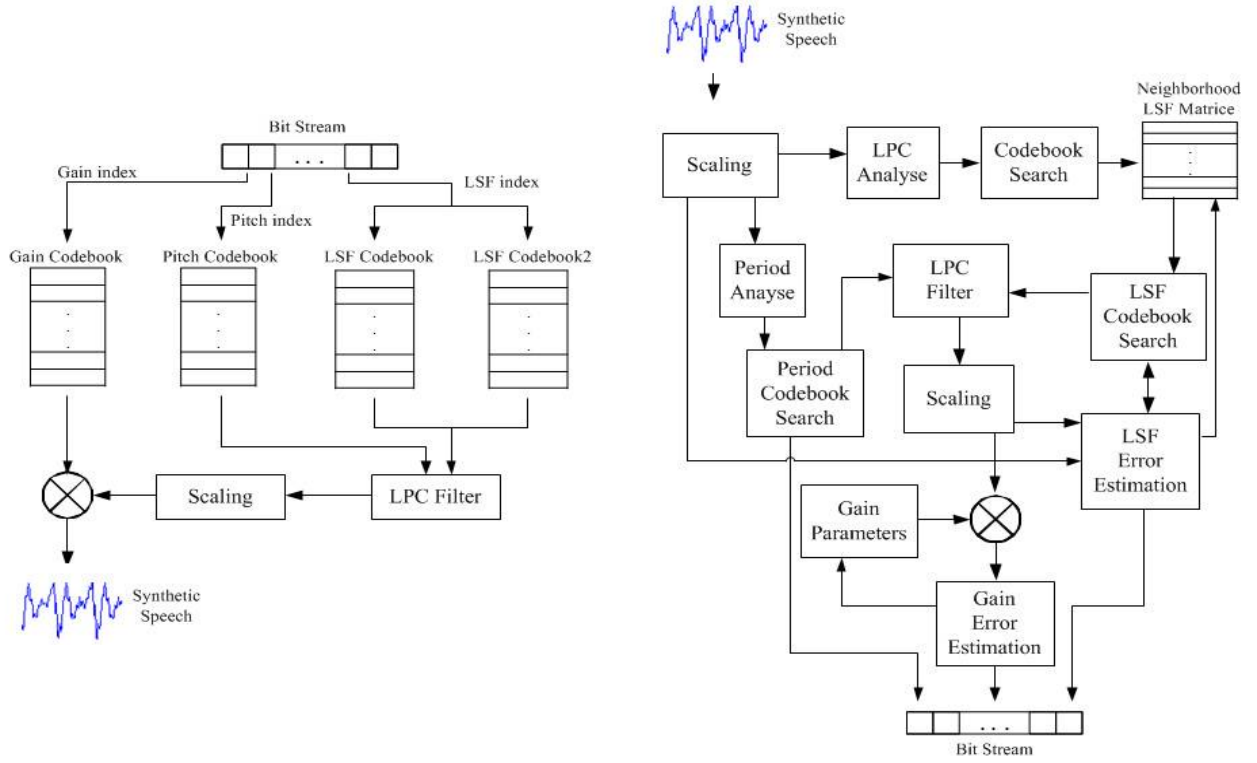 Bit Stream
. . .
Gain index
LSF index
Pitch index
Gain Codebook
Pitch Codebook
LSF Codebook
LSF Codebook2
Scaling
LPC Filter
Synthetic
Speech
Synthetic
Speech
Neighborhood
LSF Matrice
Scaling
LPC
Analyse
Codebook
Search
Period
Anayse
LPC
Filter
LSF
Codebook
Search
Period
Codebook
Search
Scaling
LSF
Error
Estimation
Gain
Parameters
Gain
Error
Estimation
. . .
Bit Stream